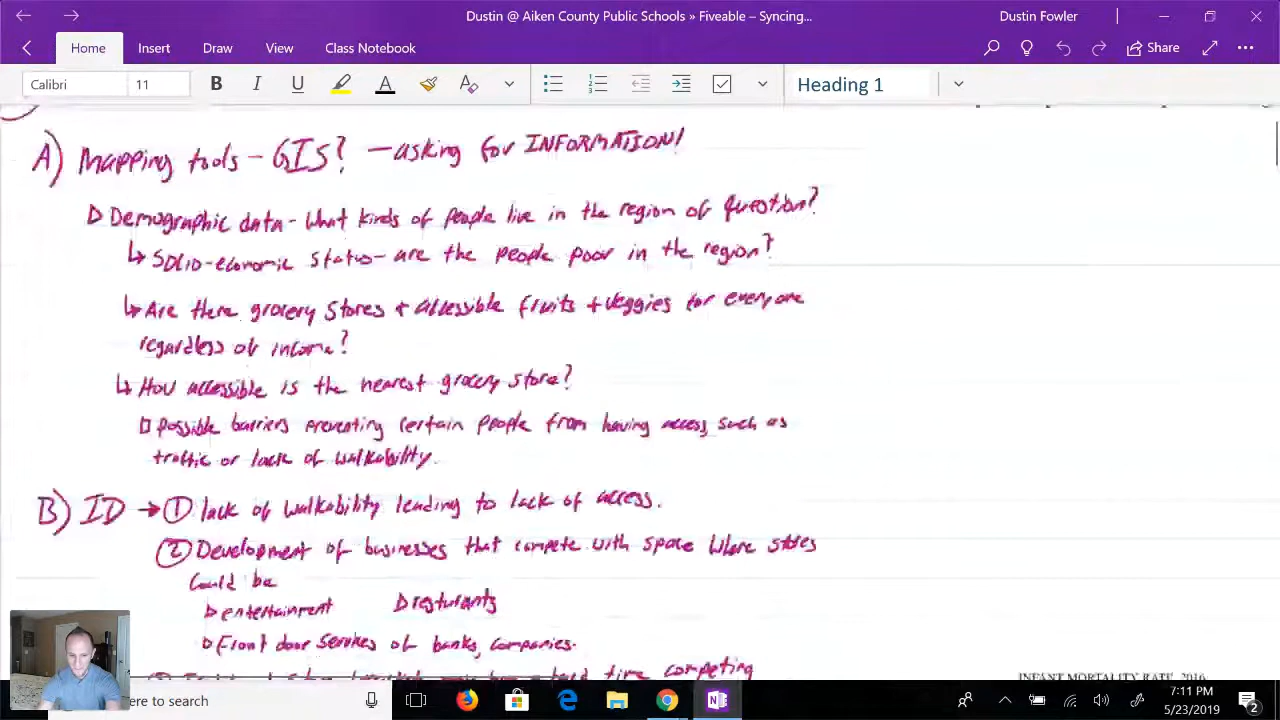 Dustin @ Aiken County Public Schools » Fiveable – Syncing...
Dustin Fowler
Home Insert Draw View Class Notebook
Share
Calibri 11 B I U A Heading 1
A) Mapping tools - GIS? - asking for INFORMATION!
Demographic data - What kinds of people live in the region of question?
↳ Socio-economic status - are the people poor in the region?
↳ Are there grocery stores + accessible fruits + veggies for everyone
regardless of income?
↳ How accessible is the nearest grocery store?
Possible barriers preventing certain people from having access, such as
traffic or lack of walkability.
B) ID → ① lack of walkability leading to lack of access.
② Development of businesses that compete with space where stores
could be
entertainment resturants
Front door services of banks, companies.
hard time competing
INFANT MORTALITY RATE, 2016
re to search
7:11 PM
5/23/2019
2